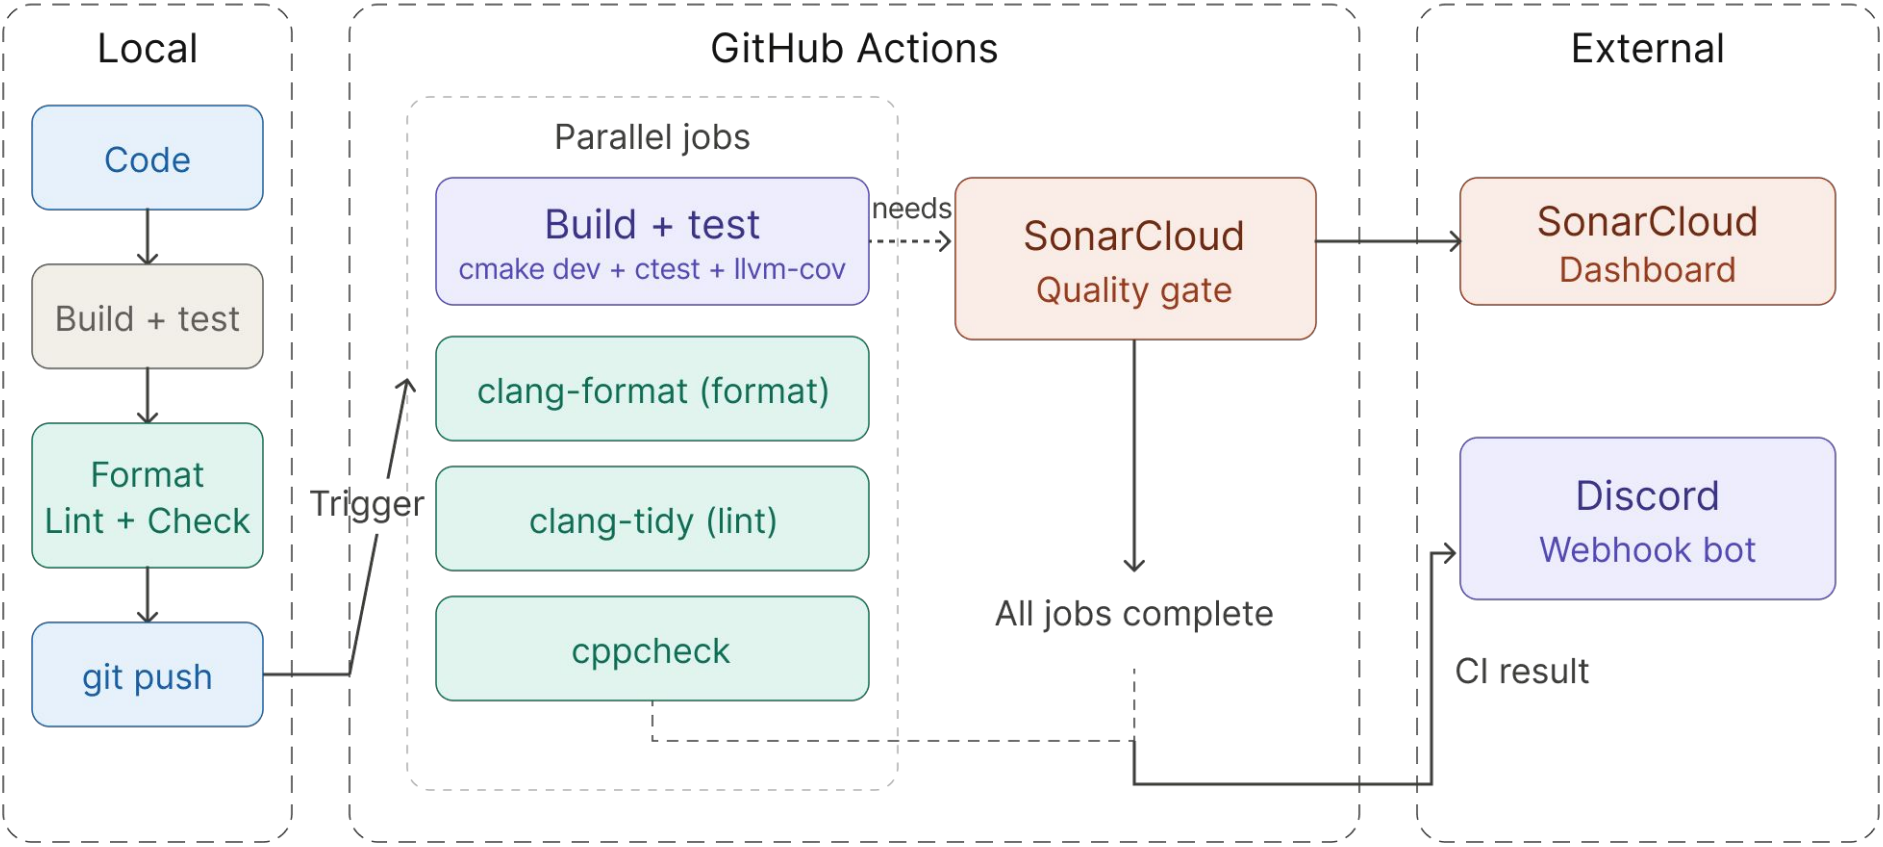 Local
Code
Build + test
Format
Lint + Check
git push
Trigger
GitHub Actions
Parallel jobs
Build + test
cmake dev + ctest + llvm-cov
clang-format (format)
clang-tidy (lint)
cppcheck
needs
SonarCloud
Quality gate
All jobs complete
External
SonarCloud
Dashboard
Discord
Webhook bot
CI result